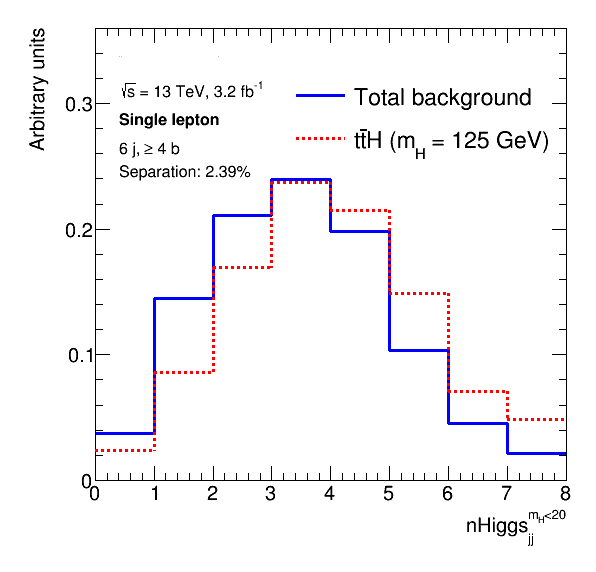 Arbitrary units
√s = 13 TeV, 3.2 fb⁻¹
Single lepton
6 j, ≥ 4 b
Separation: 2.39%
Total background
tt̄H (m_H = 125 GeV)
0.3
0.2
0.1
0
0 1 2 3 4 5 6 7 8
nHiggs_jj^{m_H<20}